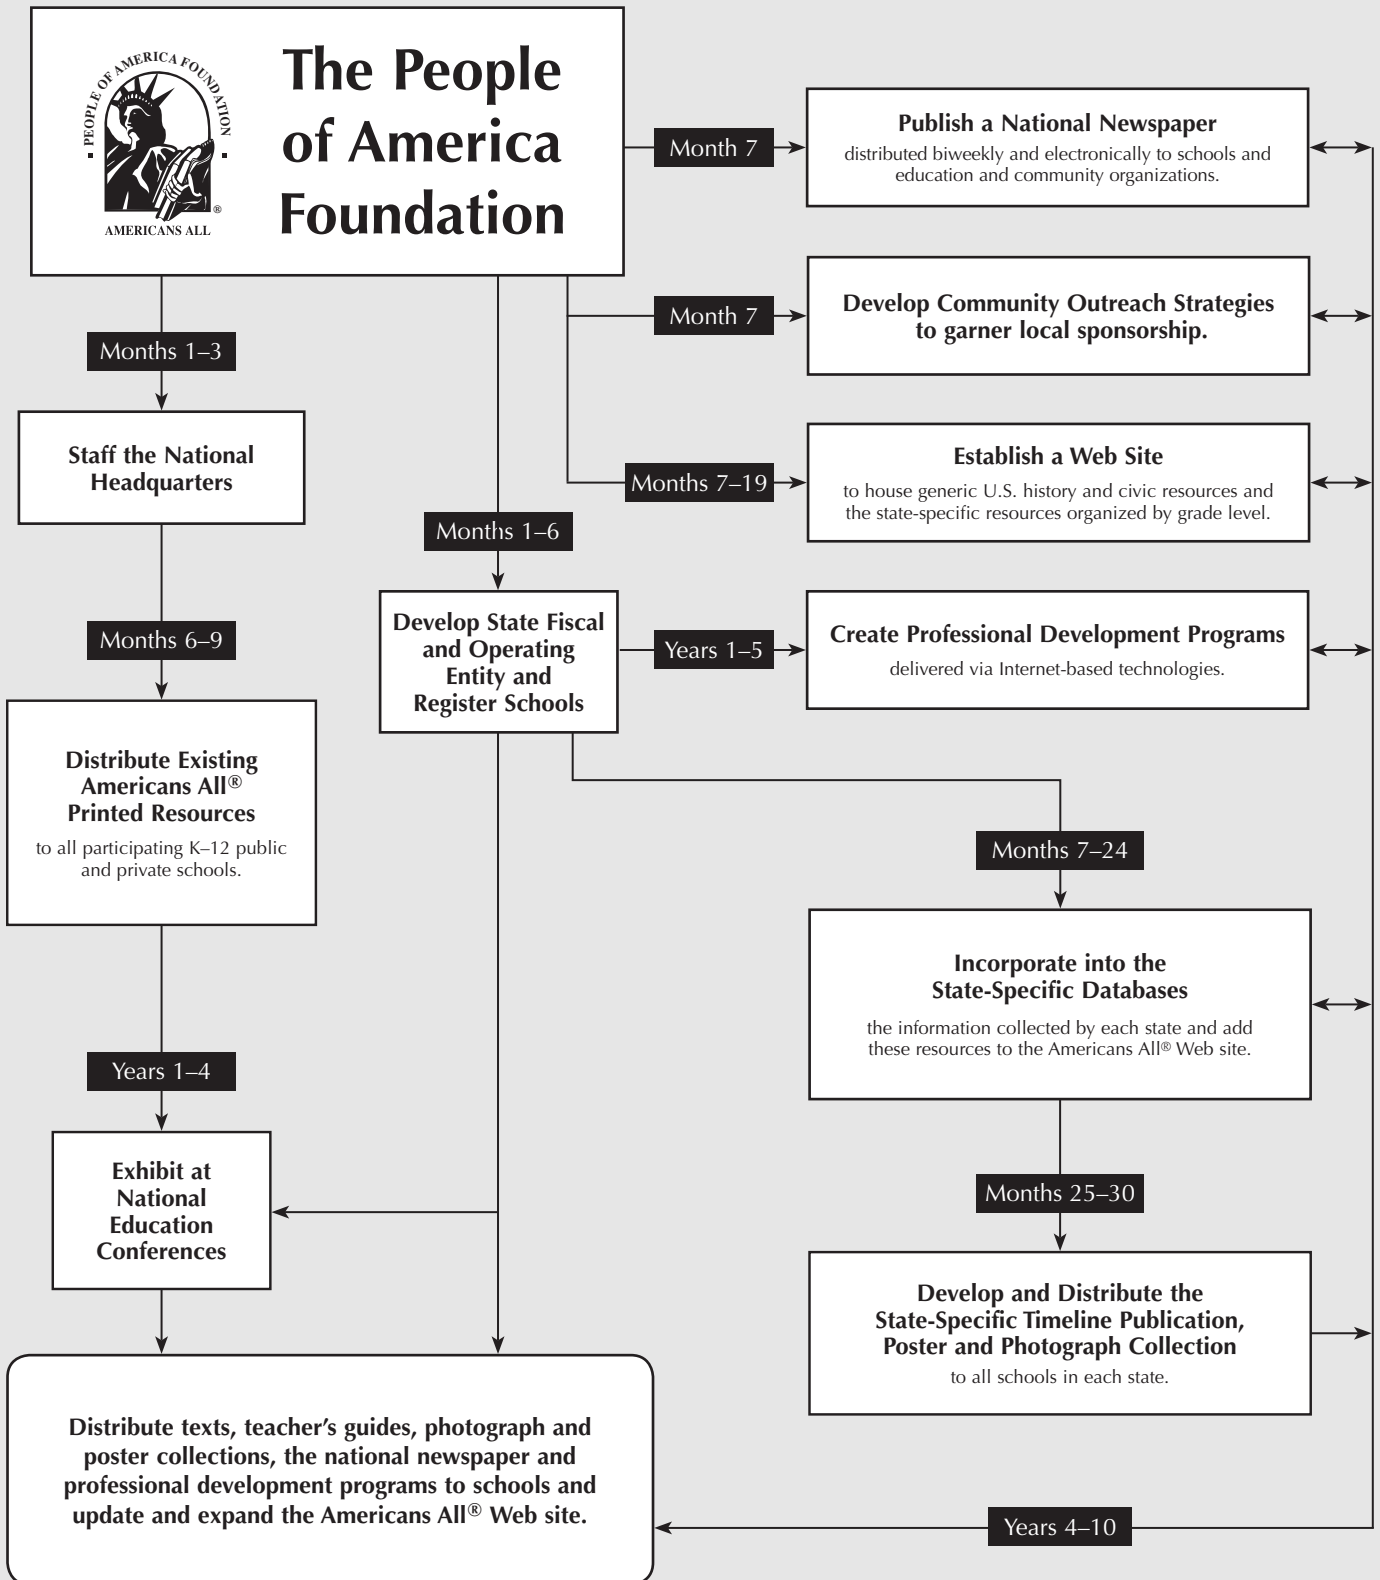 PEOPLE OF AMERICA FOUNDATION
®
AMERICANS ALL
The People
of America
Foundation
Month 7
Publish a National Newspaper
distributed biweekly and electronically to schools and
education and community organizations.
Month 7
Develop Community Outreach Strategies
to garner local sponsorship.
Months 1–3
Staff the National
Headquarters
Months 7–19
Establish a Web Site
to house generic U.S. history and civic resources and
the state-specific resources organized by grade level.
Months 1–6
Develop State Fiscal
and Operating
Entity and
Register Schools
Years 1–5
Create Professional Development Programs
delivered via Internet-based technologies.
Months 6–9
Distribute Existing
Americans All®
Printed Resources
to all participating K–12 public
and private schools.
Months 7–24
Incorporate into the
State-Specific Databases
the information collected by each state and add
these resources to the Americans All® Web site.
Years 1–4
Exhibit at
National
Education
Conferences
Months 25–30
Develop and Distribute the
State-Specific Timeline Publication,
Poster and Photograph Collection
to all schools in each state.
Distribute texts, teacher’s guides, photograph and
poster collections, the national newspaper and
professional development programs to schools and
update and expand the Americans All® Web site.
Years 4–10